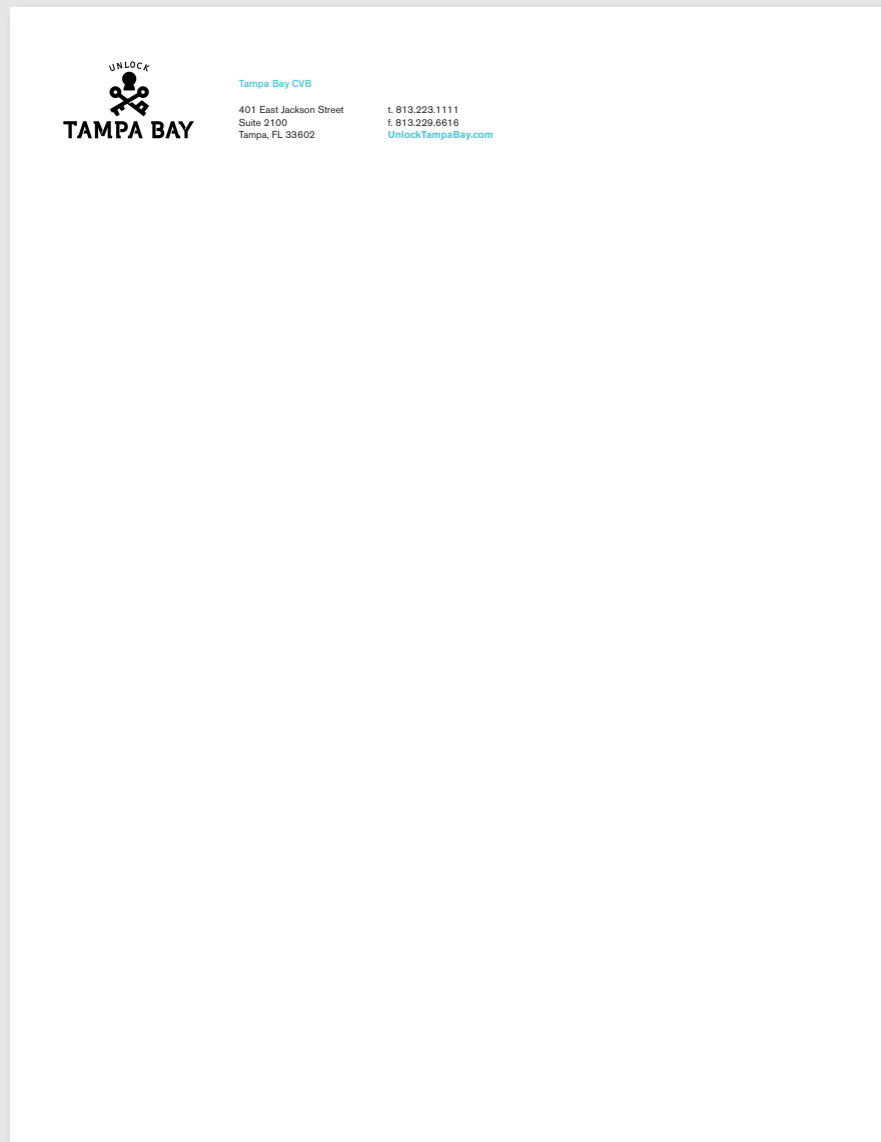 UNLOCK
TAMPA BAY
Tampa Bay CVB
401 East Jackson Street
Suite 2100
Tampa, FL 33602
t. 813.223.1111
f. 813.229.6616
UnlockTampaBay.com